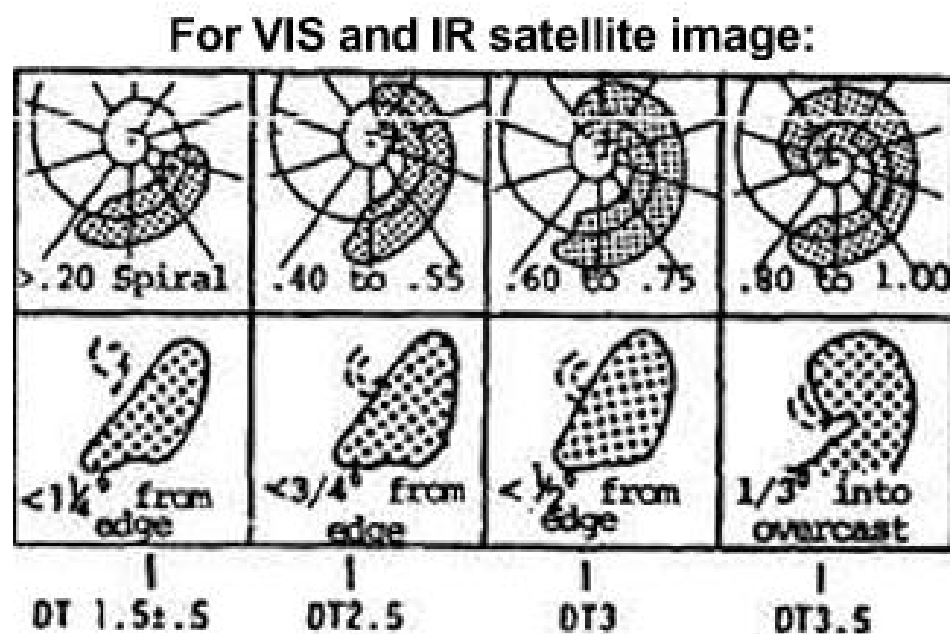 For VIS and IR satellite image:
>.20 Spiral
.40 to .55
.60 to .75
.80 to 1.00
<1¼° from
edge
<3/4° from
edge
<½° from
edge
1/3° into
overcast
DT 1.5±.5
DT2.5
DT3
DT3.5